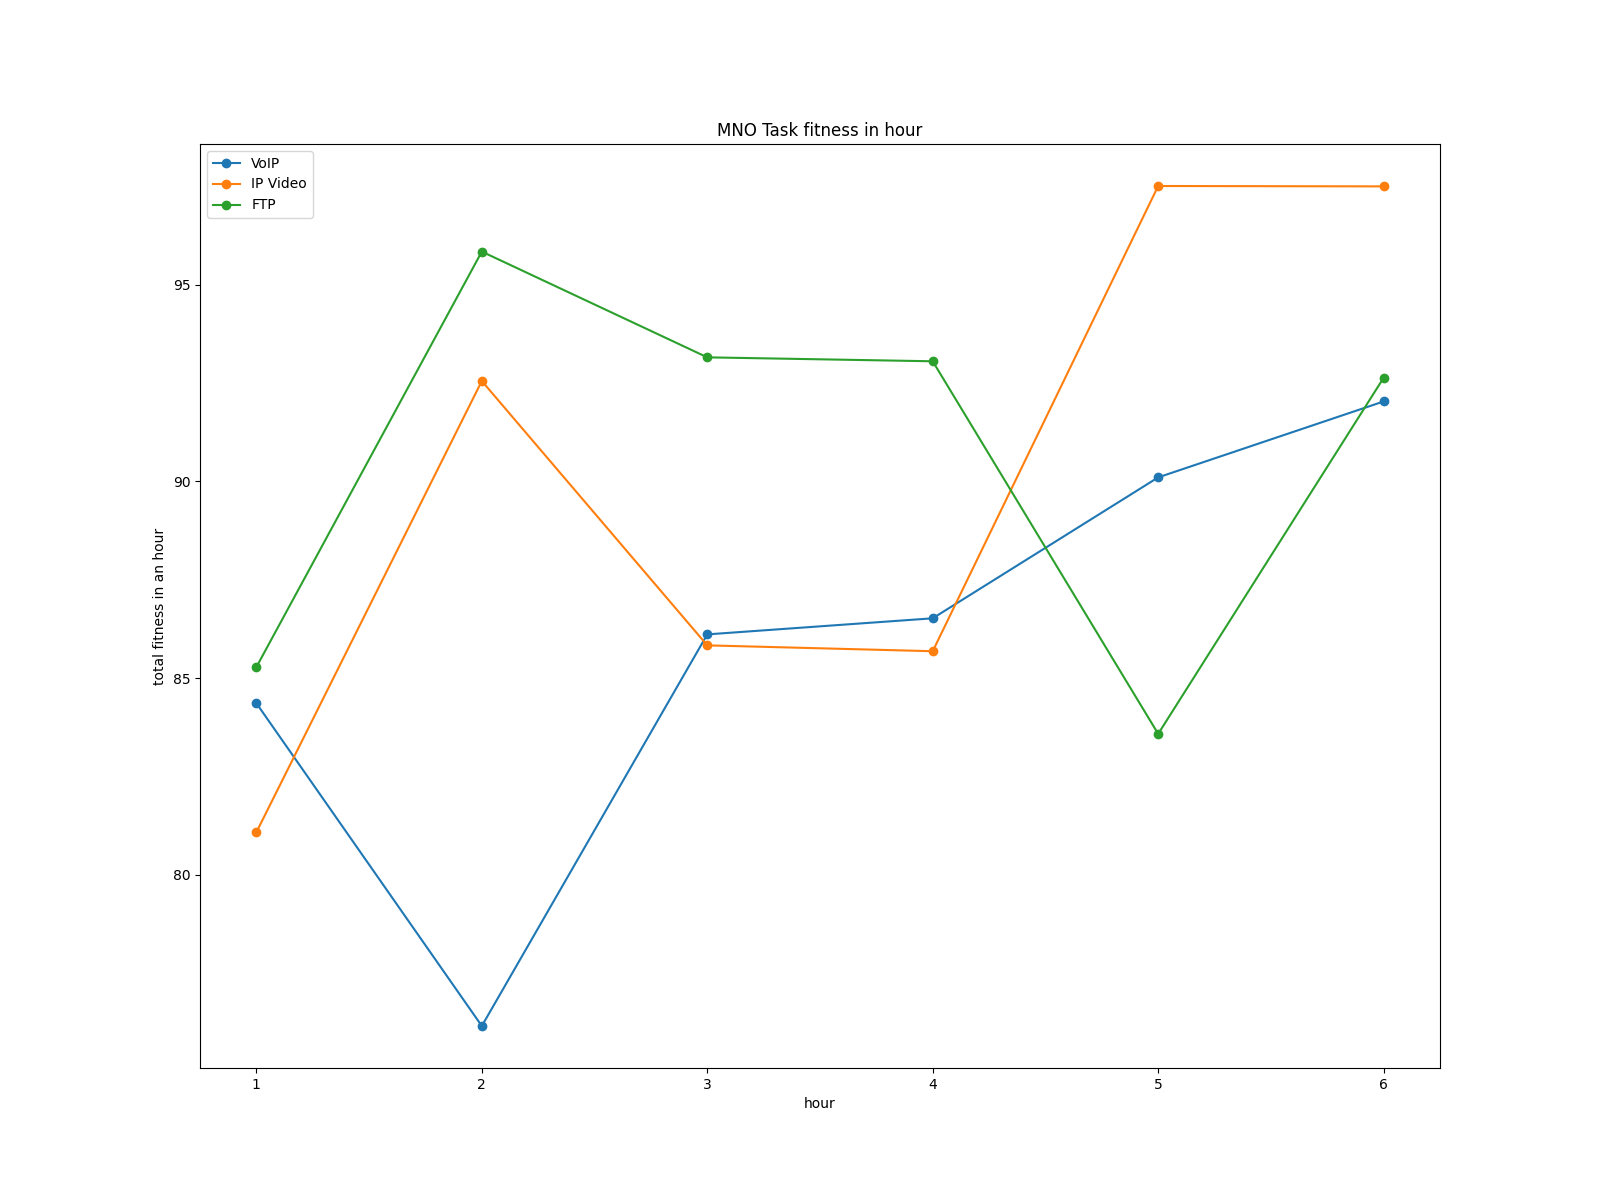 MNO Task fitness in hour
VoIP
IP Video
FTP
95
90
85
80
total fitness in an hour
1 2 3 4 5 6
hour